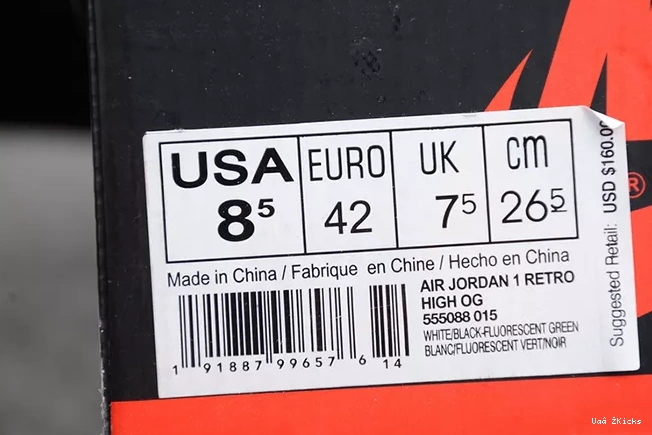 USA EURO UK cm
8⁵ 42 7⁵ 26⁵
Made in China / Fabrique en Chine / Hecho en China
AIR JORDAN 1 RETRO
HIGH OG
555088 015
WHITE/BLACK-FLUORESCENT GREEN
BLANC/FLUORESCENT VERT/NOIR
1 91887 99657 6 14
Suggested Retail: USD $160.00
®